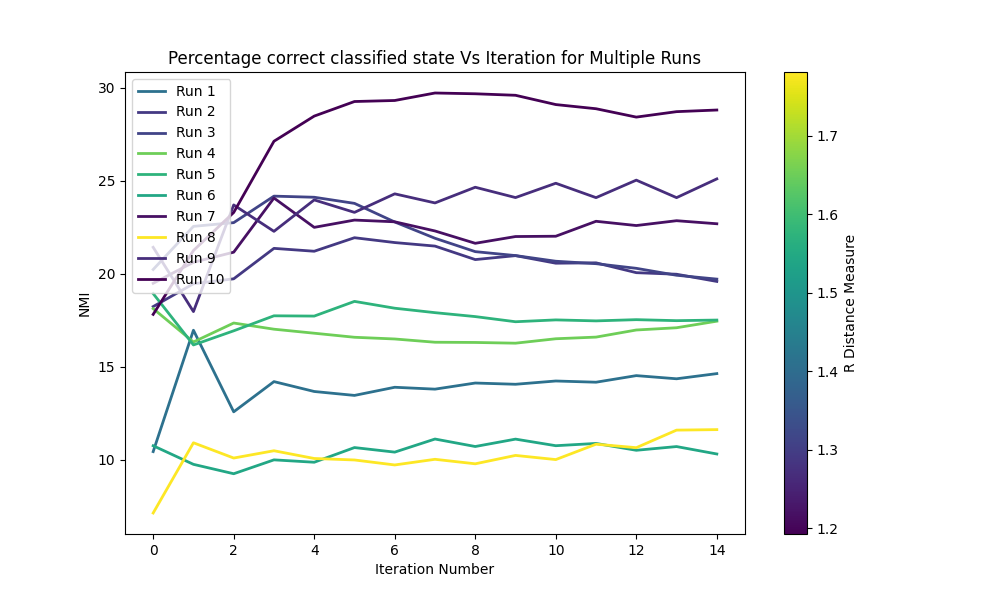 Percentage correct classified state Vs Iteration for Multiple Runs
30
25
20
15
10
NMI
Run 1
Run 2
Run 3
Run 4
Run 5
Run 6
Run 7
Run 8
Run 9
Run 10
0 2 4 6 8 10 12 14
Iteration Number
1.7
1.6
1.5
1.4
1.3
1.2
R Distance Measure